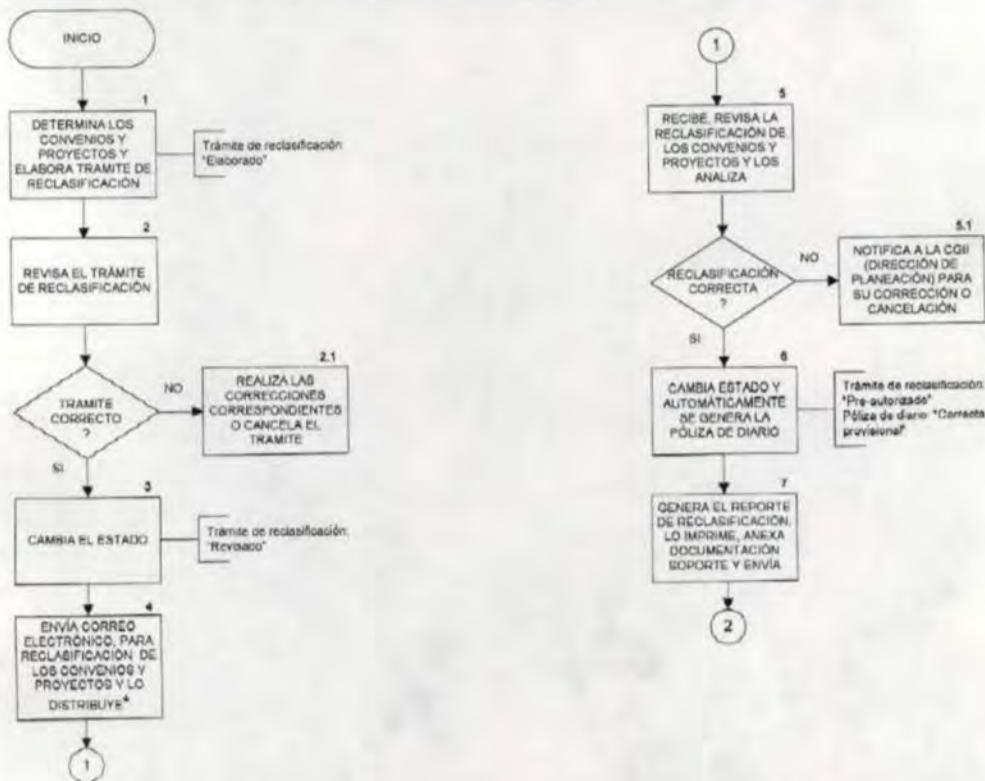 INICIO
1
DETERMINA LOS
CONVENIOS Y
PROYECTOS Y
ELABORA TRAMITE DE
RECLASIFICACIÓN
Trámite de reclasificación:
"Elaborado"
2
REVISA EL TRÁMITE
DE RECLASIFICACIÓN
TRAMITE
CORRECTO
?
NO
2.1
REALIZA LAS
CORRECCIONES
CORRESPONDIENTES
O CANCELA EL
TRAMITE
SI
3
CAMBIA EL ESTADO
Trámite de reclasificación:
"Revisado"
4
ENVÍA CORREO
ELECTRÓNICO, PARA
RECLASIFICACIÓN DE
LOS CONVENIOS Y
PROYECTOS Y LO
DISTRIBUYE*
1
1
5
RECIBE, REVISA LA
RECLASIFICACIÓN DE
LOS CONVENIOS Y
PROYECTOS Y LOS
ANALIZA
RECLASIFICACIÓN
CORRECTA
?
NO
5.1
NOTIFICA A LA CGII
(DIRECCIÓN DE
PLANEACIÓN) PARA
SU CORRECCIÓN O
CANCELACIÓN
SI
6
CAMBIA ESTADO Y
AUTOMÁTICAMENTE
SE GENERA LA
PÓLIZA DE DIARIO
Trámite de reclasificación:
"Pre-autorizado"
Póliza de diario: "Correcta
provisional"
7
GENERA EL REPORTE
DE RECLASIFICACIÓN,
LO IMPRIME, ANEXA
DOCUMENTACIÓN
SOPORTE Y ENVÍA
2